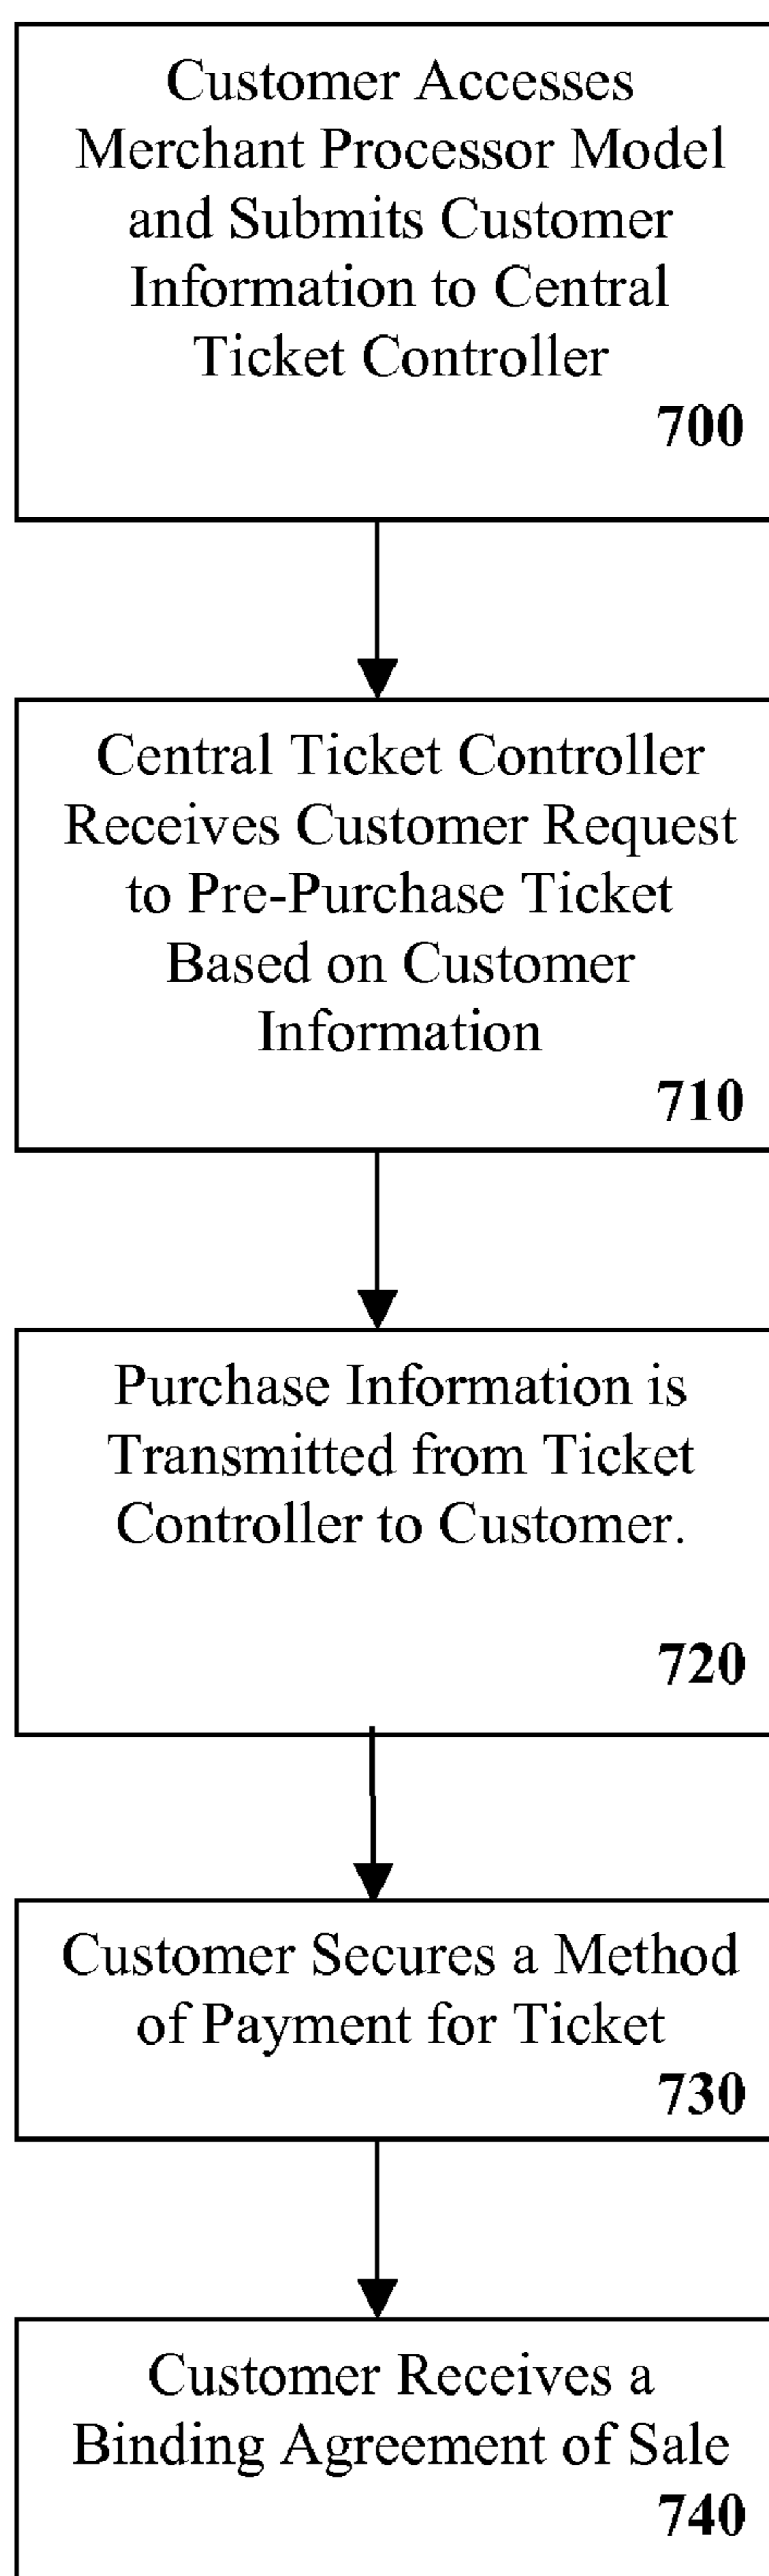 Customer Accesses
Merchant Processor Model
and Submits Customer
Information to Central
Ticket Controller
700
Central Ticket Controller
Receives Customer Request
to Pre-Purchase Ticket
Based on Customer
Information
710
Purchase Information is
Transmitted from Ticket
Controller to Customer.
720
Customer Secures a Method
of Payment for Ticket
730
Customer Receives a
Binding Agreement of Sale
740